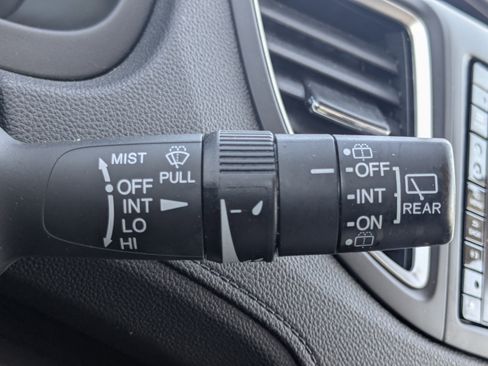 MIST
PULL
OFF
INT
LO
HI
OFF
INT
ON
REAR